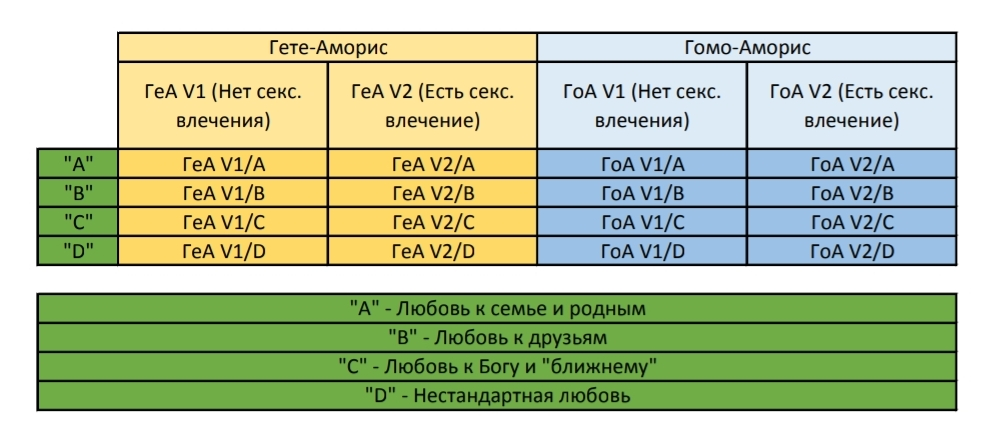 Гете-Аморис Гомо-Аморис
ГеА V1 (Нет секс. ГеА V2 (Есть секс. ГоА V1 (Нет секс. ГоА V2 (Есть секс.
влечения) влечение) влечения) влечение)
"A" ГеА V1/A ГеА V2/A ГоА V1/A ГоА V2/A
"B" ГеА V1/B ГеА V2/B ГоА V1/B ГоА V2/B
"C" ГеА V1/C ГеА V2/C ГоА V1/C ГоА V2/C
"D" ГеА V1/D ГеА V2/D ГоА V1/D ГоА V2/D
"A" - Любовь к семье и родным
"B" - Любовь к друзьям
"C" - Любовь к Богу и "ближнему"
"D" - Нестандартная любовь